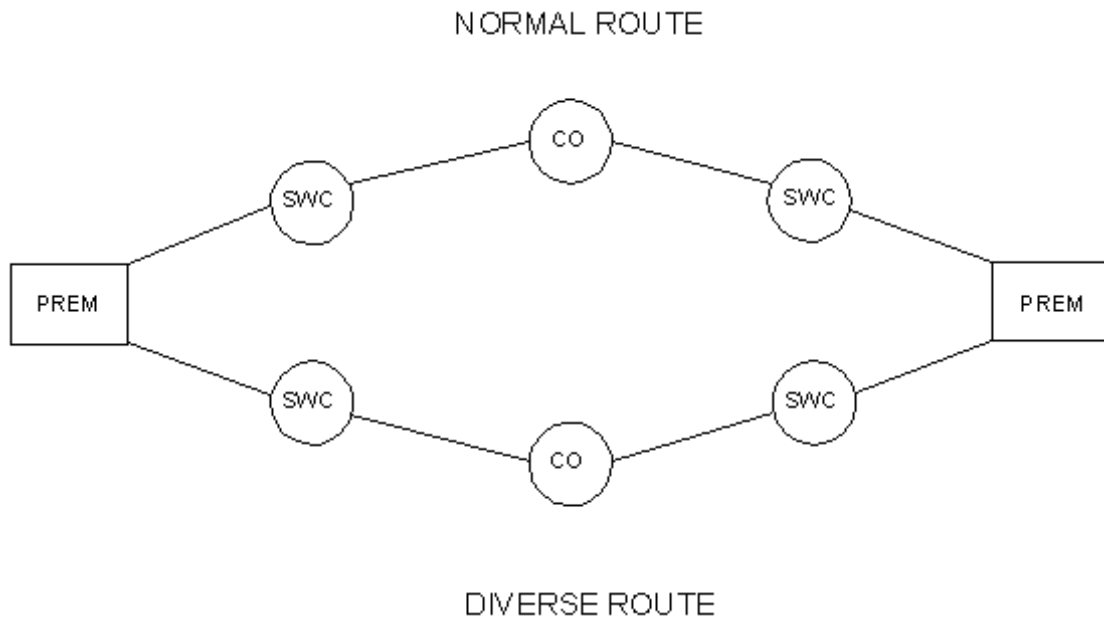 NORMAL ROUTE
CO
SWC
SWC
PREM
PREM
SWC
SWC
CO
DIVERSE ROUTE